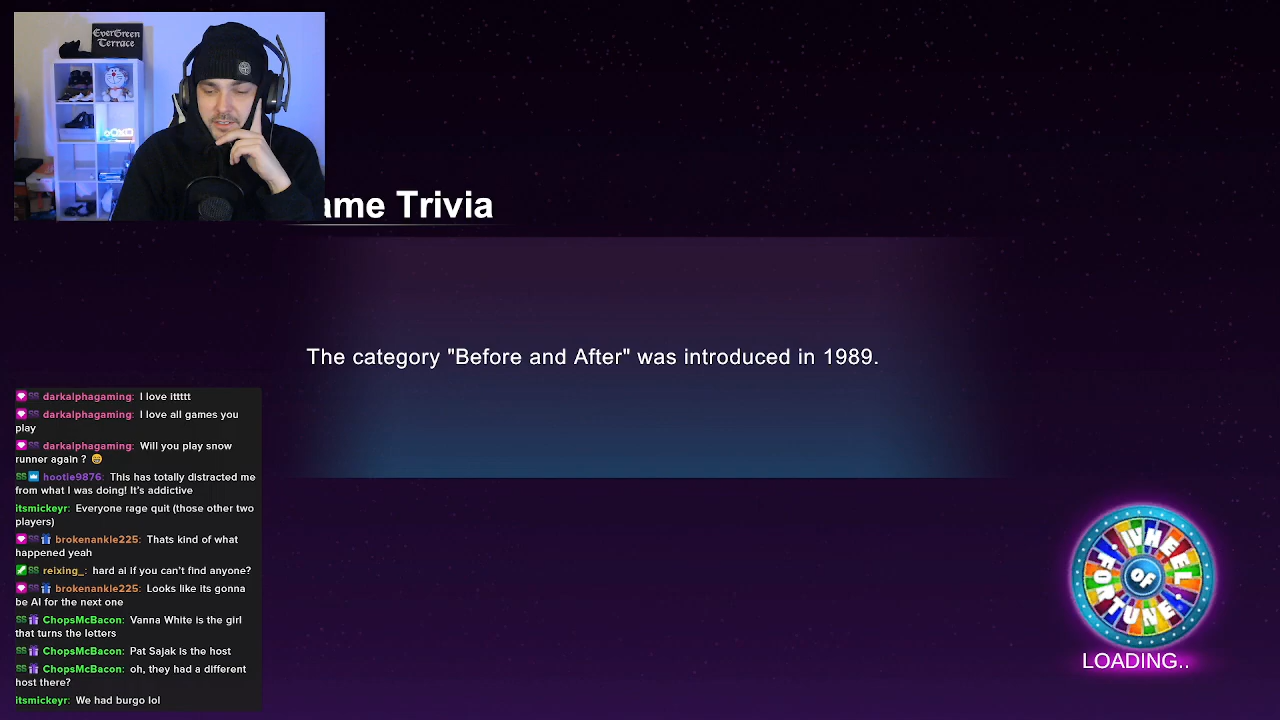 EverGreen
Terrace
ame Trivia
The category "Before and After" was introduced in 1989.
darkalphagaming: I love ittttt
darkalphagaming: I love all games you
play
darkalphagaming: Will you play snow
runner again ?
hootie9876: This has totally distracted me
from what I was doing! It's addictive
itsmickeyr: Everyone rage quit (those other two
players)
brokenankle225: Thats kind of what
happened yeah
reixing_: hard ai if you can't find anyone?
brokenankle225: Looks like its gonna
be AI for the next one
ChopsMcBacon: Vanna White is the girl
that turns the letters
ChopsMcBacon: Pat Sajak is the host
ChopsMcBacon: oh, they had a different
host there?
itsmickeyr: We had burgo lol
WHEEL
OF
FORTUNE
LOADING..